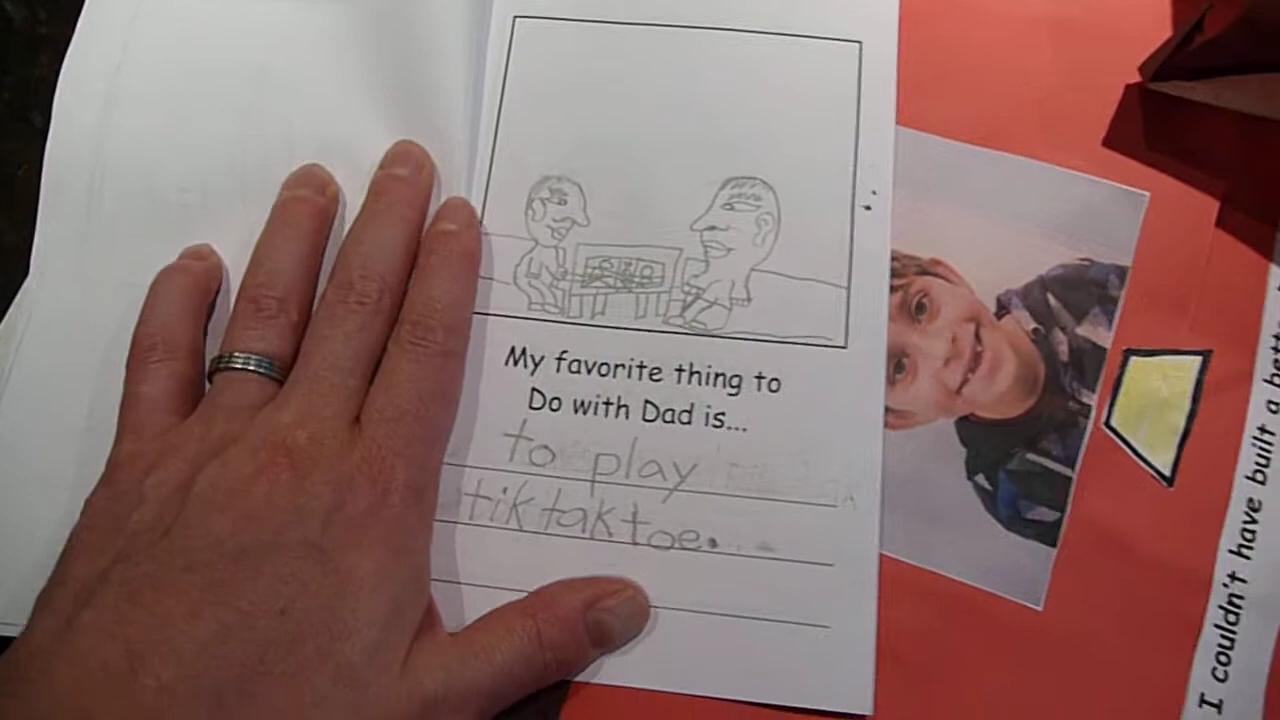 My favorite thing to
Do with Dad is...
to play
tiktaktoe.
I couldn't have built a